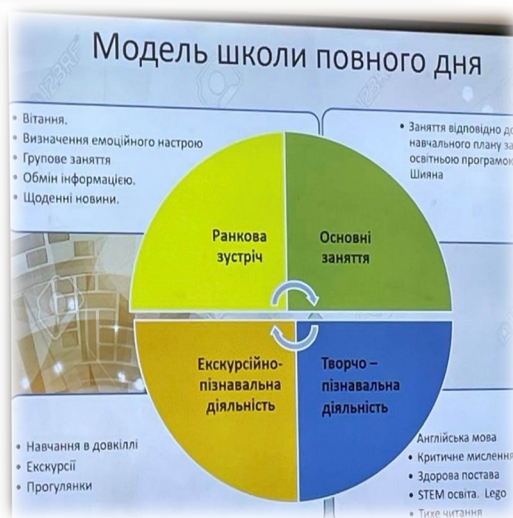 Модель школи повного дня
• Вітання.
• Визначення емоційного настрою
• Групове заняття
• Обмін інформацією.
• Щоденні новини.
• Заняття відповідно до
навчального плану за
освітньою програмою
Шияна
Ранкова
зустріч
Основні
заняття
Екскурсійно-
пізнавальна
діяльність
Творчо –
пізнавальна
діяльність
• Навчання в довкіллі
• Екскурсії
• Прогулянки
Англійська мова
• Критичне мислення
• Здорова постава
• STEM освіта. Lego
• Тихе читання